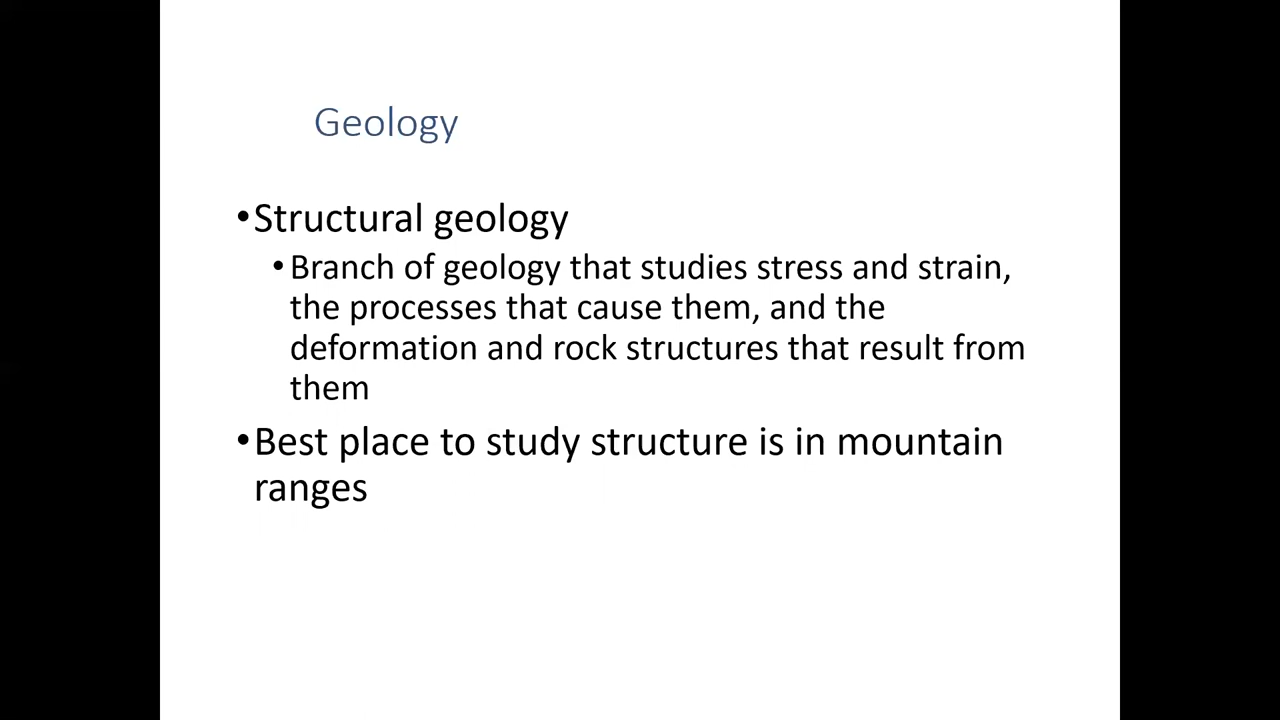 Geology
•Structural geology
•Branch of geology that studies stress and strain,
the processes that cause them, and the
deformation and rock structures that result from
them
•Best place to study structure is in mountain
ranges